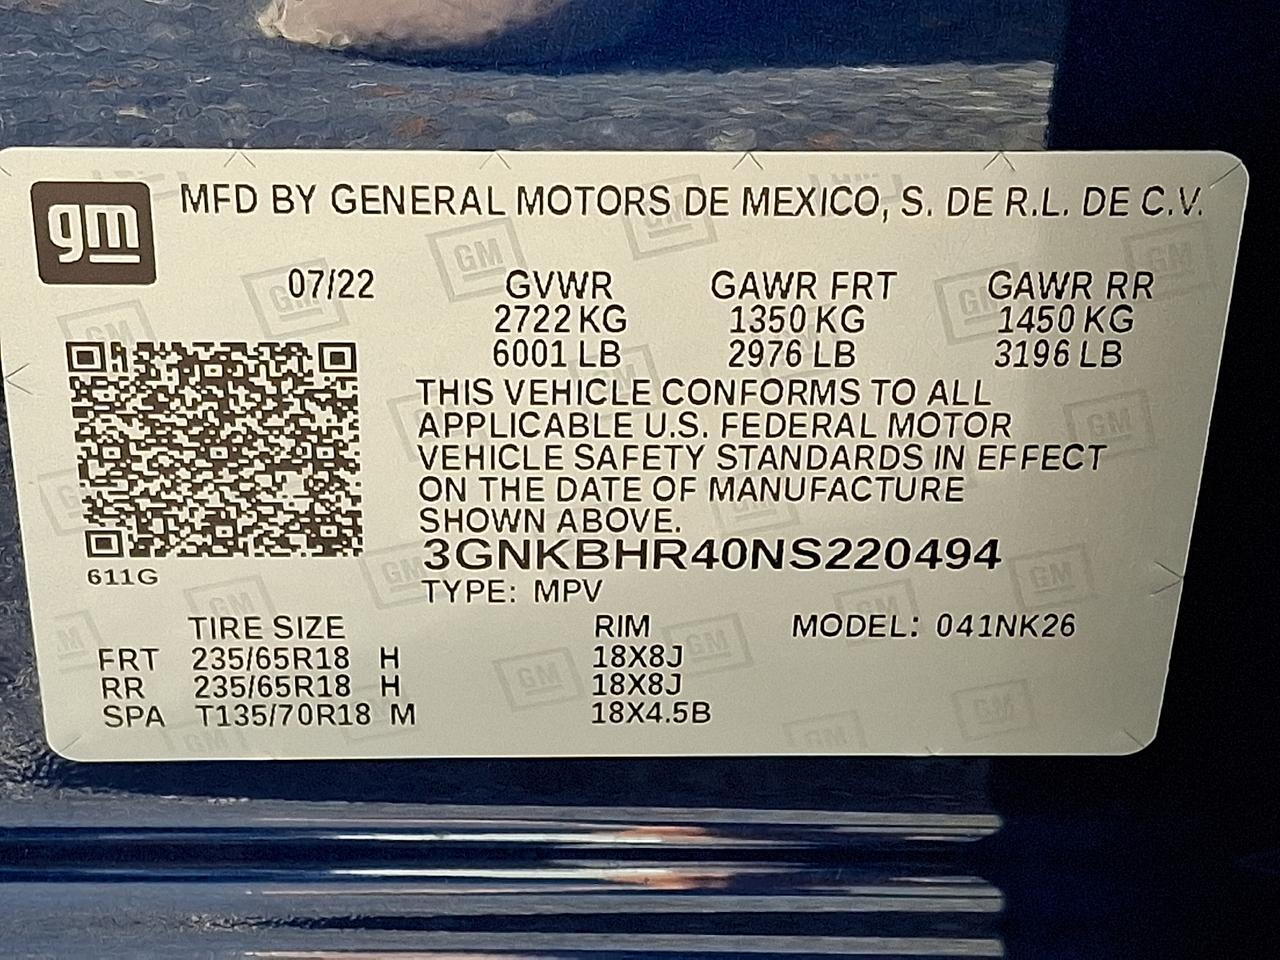 gm
MFD BY GENERAL MOTORS DE MEXICO, S. DE R.L. DE C.V.
07/22 GVWR GAWR FRT GAWR RR
2722 KG 1350 KG 1450 KG
6001 LB 2976 LB 3196 LB
THIS VEHICLE CONFORMS TO ALL
APPLICABLE U.S. FEDERAL MOTOR
VEHICLE SAFETY STANDARDS IN EFFECT
ON THE DATE OF MANUFACTURE
SHOWN ABOVE.
3GNKBHR40NS220494
611G
TYPE: MPV
TIRE SIZE RIM MODEL: 041NK26
FRT 235/65R18 H 18X8J
RR 235/65R18 H 18X8J
SPA T135/70R18 M 18X4.5B